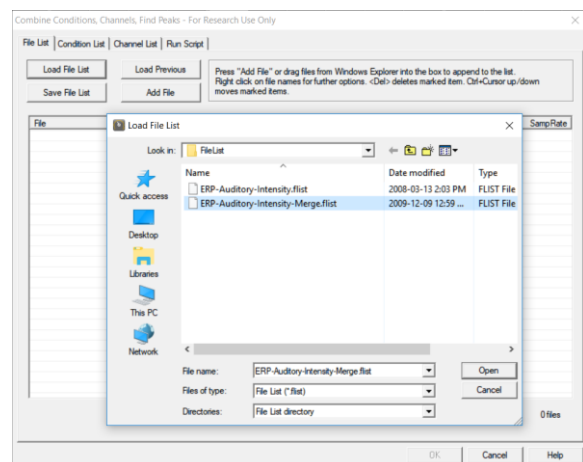 Combine Conditions, Channels, Find Peaks - For Research Use Only
File List Condition List Channel List Run Script
Load File List Load Previous
Save File List Add File
Press "Add File" or drag files from Windows Explorer into the box to append to the list.
Right click on file names for further options. <Del> deletes marked item. Ctrl+Cursor up/down
moves marked items.
File SampRate
Load File List
Look in: FileList
Name Date modified Type
ERP-Auditory-Intensity.flist 2008-03-13 2:03 PM FLIST File
ERP-Auditory-Intensity-Merge.flist 2009-12-09 12:59 ... FLIST File
Quick access
Desktop
Libraries
This PC
Network
File name: ERP-Auditory-Intensity-Merge.flist Open
Files of type: File List (*.flist) Cancel
Directories: File List directory
0 files
OK Cancel Help